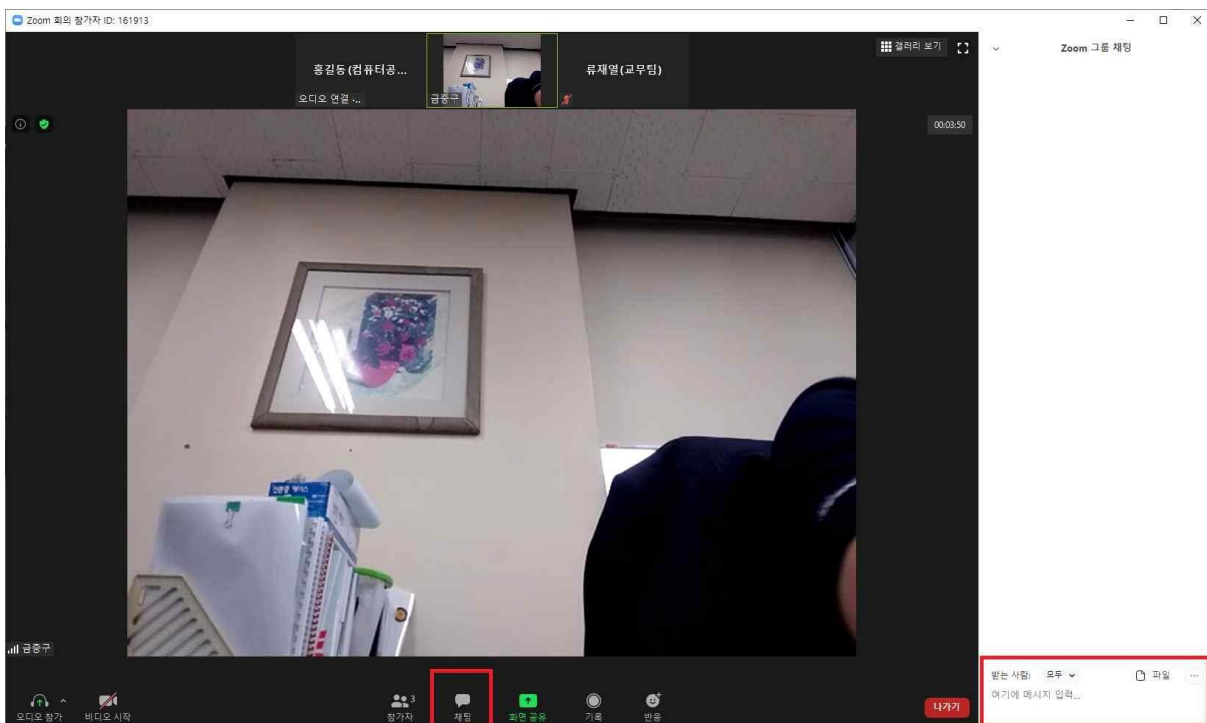 Zoom 회의 참가자 ID: 161913
갤러리 보기
Zoom 그룹 채팅
홍길동(컴퓨터공...
류재열(교무팀)
오디오 연결 ·...
금중구
00:03:50
금중구
받는 사람: 모두
파일
여기에 메시지 입력...
오디오 참가
비디오 시작
3
참가자
채팅
화면 공유
기록
반응
나가기